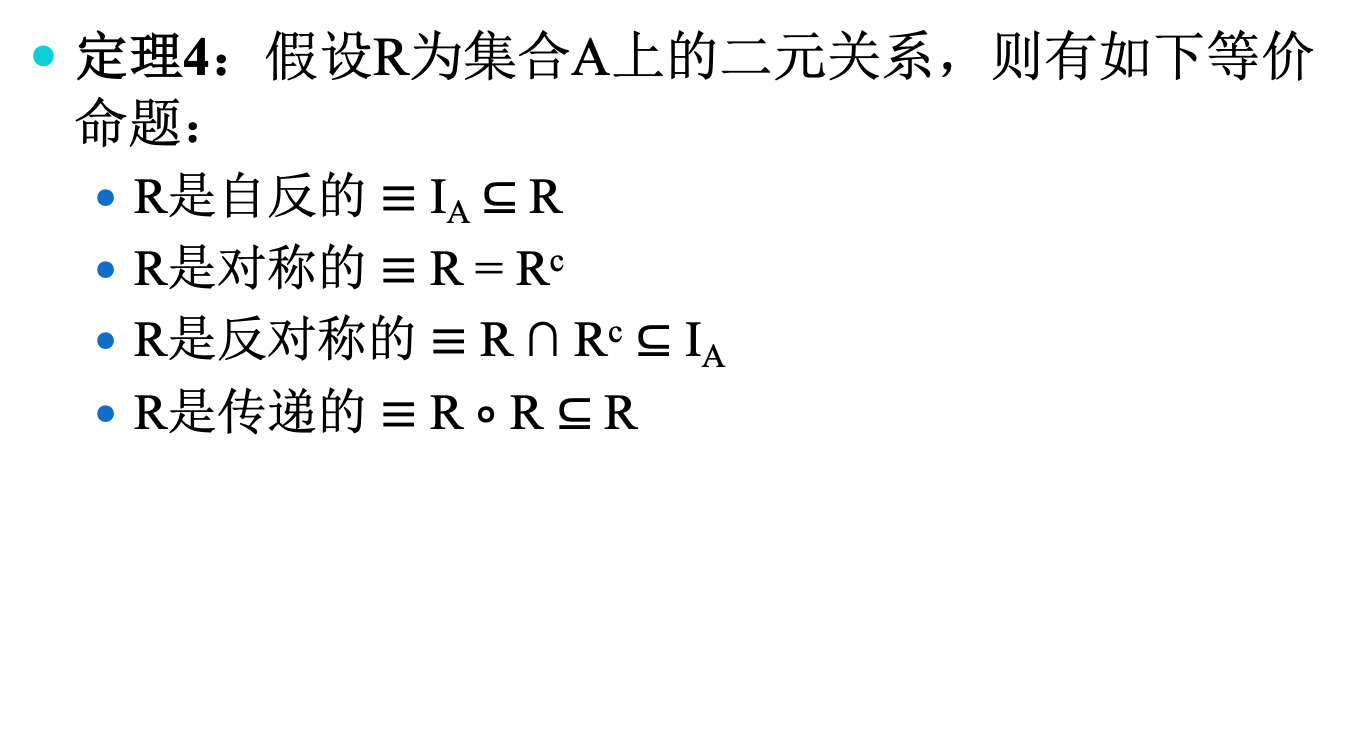 • 定理4：假设R为集合A上的二元关系，则有如下等价
命题：
• R是自反的 ≡ I_A ⊆ R
• R是对称的 ≡ R = Rᶜ
• R是反对称的 ≡ R ∩ Rᶜ ⊆ I_A
• R是传递的 ≡ R ∘ R ⊆ R